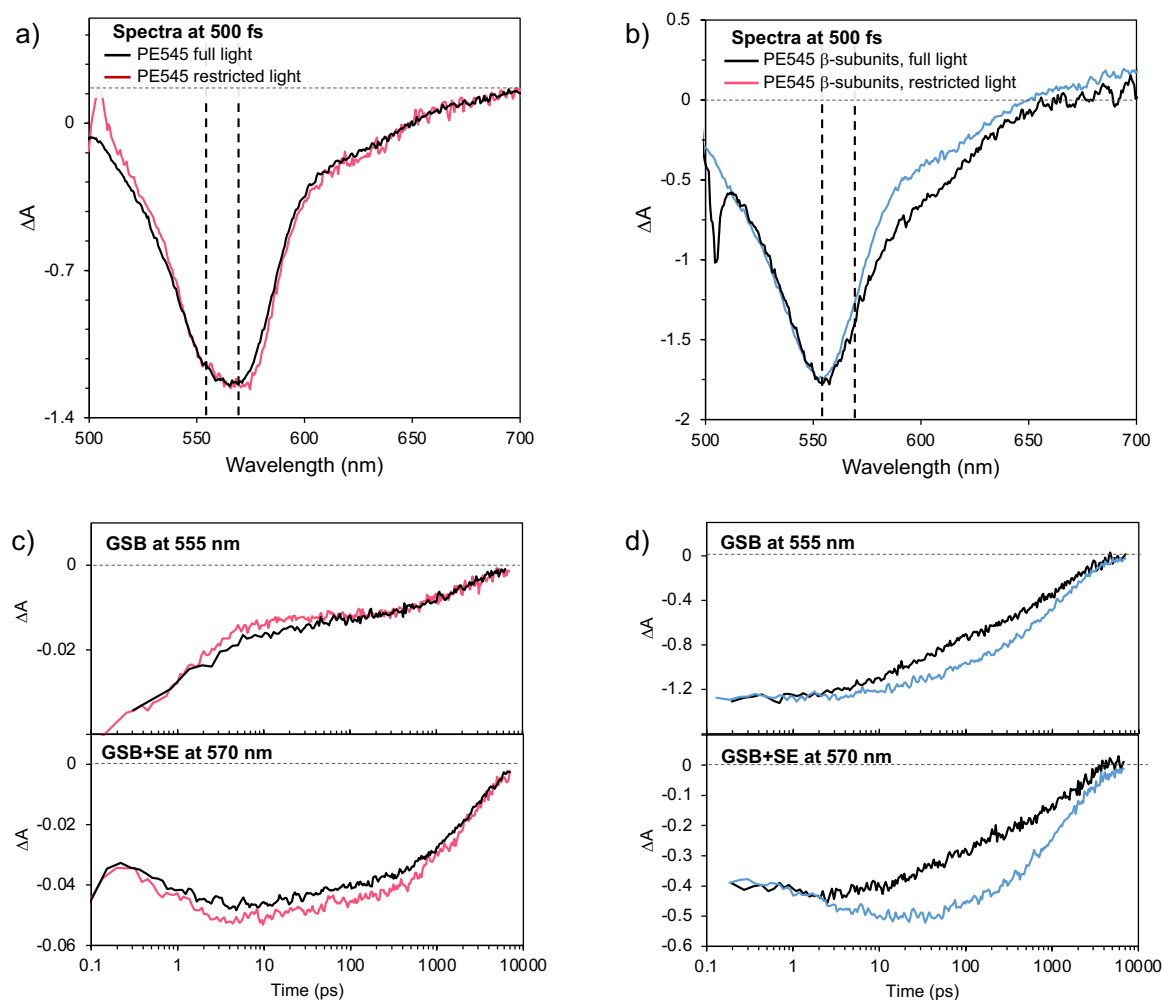 a)
Spectra at 500 fs
PE545 full light
PE545 restricted light
0
-0.7
-1.4
ΔA
500
550
600
650
700
Wavelength (nm)
b)
Spectra at 500 fs
PE545 β-subunits, full light
PE545 β-subunits, restricted light
0.5
0
-0.5
-1
-1.5
-2
ΔA
500
550
600
650
700
Wavelength (nm)
c)
GSB at 555 nm
0
-0.02
ΔA
GSB+SE at 570 nm
0
-0.02
-0.04
-0.06
ΔA
0.1
1
10
100
1000
10000
Time (ps)
d)
GSB at 555 nm
0
-0.4
-0.8
-1.2
ΔA
GSB+SE at 570 nm
0
-0.1
-0.2
-0.3
-0.4
-0.5
-0.6
ΔA
0.1
1
10
100
1000
10000
Time (ps)